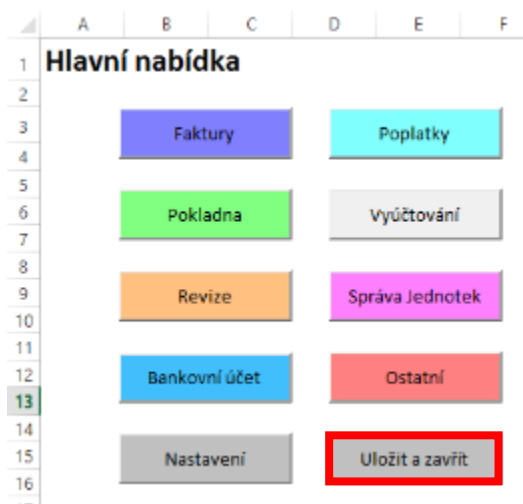 A B C D E F
1 Hlavní nabídka
2
3 Faktury Poplatky
4
5
6 Pokladna Vyúčtování
7
8
9 Revize Správa Jednotek
10
11
12 Bankovní účet Ostatní
13
14
15 Nastavení Uložit a zavřít
16